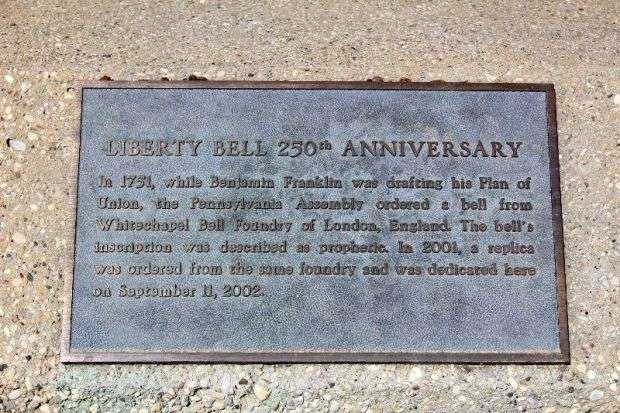 LIBERTY BELL 250th ANNIVERSARY
In 1751, while Benjamin Franklin was drafting his Plan of
Union, the Pennsylvania Assembly ordered a bell from
Whitechapel Bell Foundry of London, England. The bell's
inscription was described as prophetic. In 2001, a replica
was ordered from the same foundry and was dedicated here
on September 11, 2002.